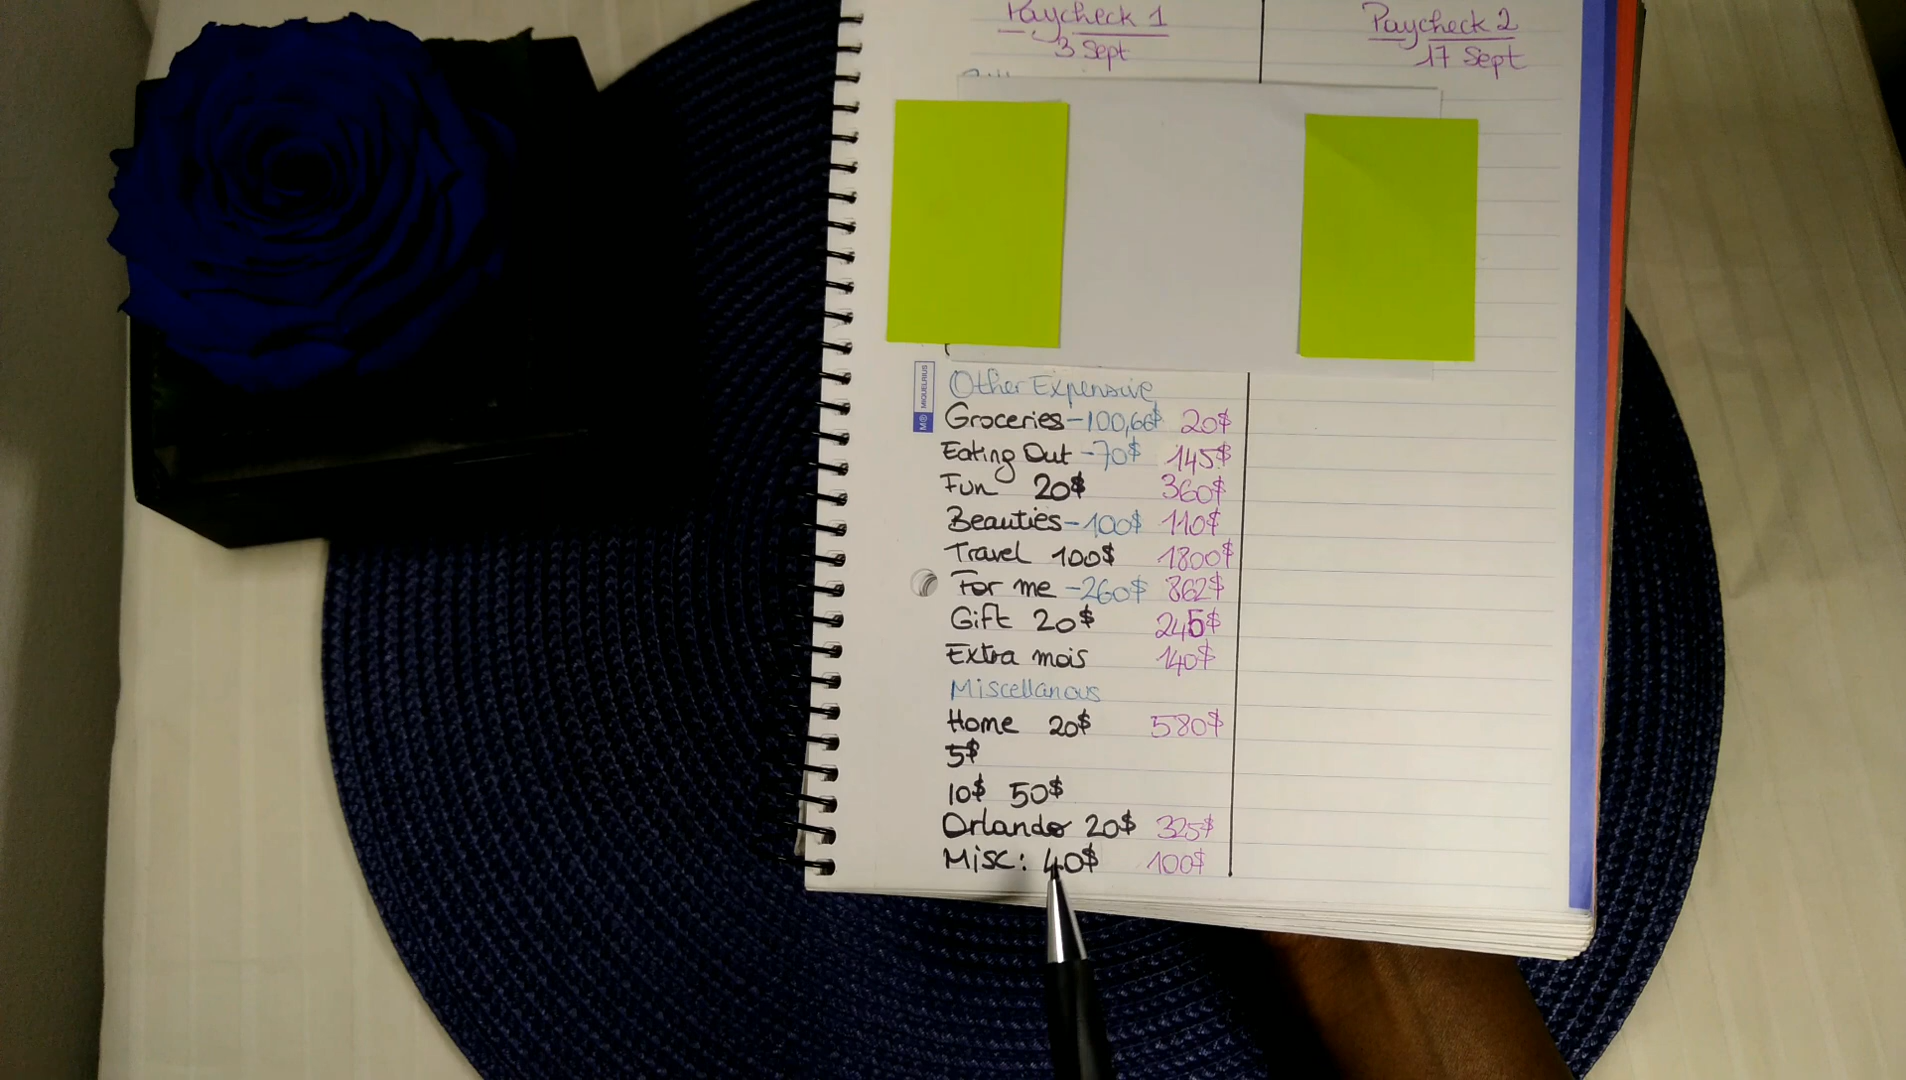 Paycheck 1
3 Sept
Paycheck 2
17 Sept
Other Expensive
Groceries -100,66$ 20$
Eating Out -70$ 145$
Fun 20$ 360$
Beauties -100$ 110$
Travel 100$ 1800$
For me -260$ 862$
Gift 20$ 245$
Extra mois 140$
Miscellanous
Home 20$ 580$
5$
10$ 50$
Orlando 20$ 325$
Misc: 40$ 100$
MIQUELRIUS